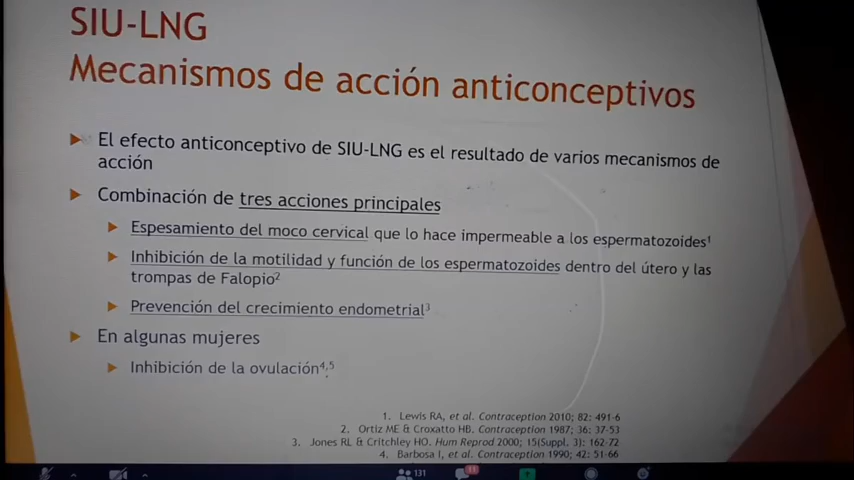 SIU-LNG
Mecanismos de acción anticonceptivos
El efecto anticonceptivo de SIU-LNG es el resultado de varios mecanismos de
acción
Combinación de tres acciones principales
Espesamiento del moco cervical que lo hace impermeable a los espermatozoides¹
Inhibición de la motilidad y función de los espermatozoides dentro del útero y las
trompas de Falopio²
Prevención del crecimiento endometrial³
En algunas mujeres
Inhibición de la ovulación⁴,⁵
1. Lewis RA, et al. Contraception 2010; 82: 491-6
2. Ortiz ME & Croxatto HB. Contraception 1987; 36: 37-53
3. Jones RL & Critchley HO. Hum Reprod 2000; 15(Suppl. 3): 162-72
4. Barbosa I, et al. Contraception 1990; 42: 51-66
131
11